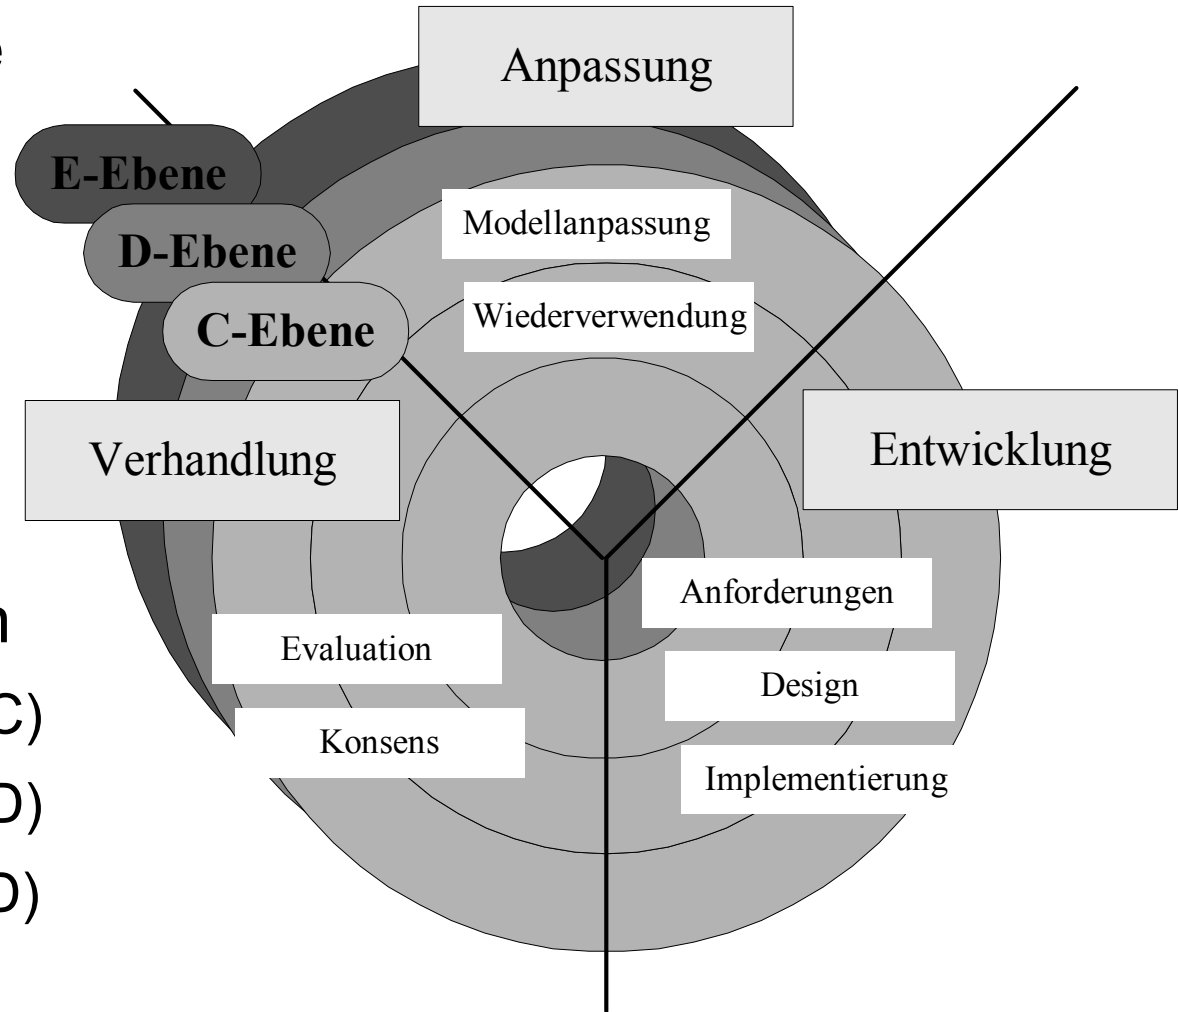 e
Anpassung
E-Ebene
Modellanpassung
D-Ebene
Wiederverwendung
C-Ebene
Verhandlung
Entwicklung
Anforderungen
n
Evaluation
Design
C)
Konsens
Implementierung
D)
D)